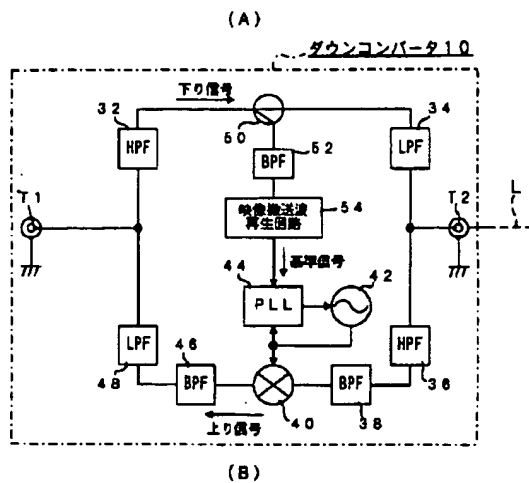 (A)
ダウンコンバータ10
下り信号
32
HPF
50
34
LPF
52
BPF
T1
映像搬送波
再生回路
54
T2
L
基準信号
44
PLL
42
LPF
48
46
BPF
40
BPF
38
HPF
36
上り信号
(B)